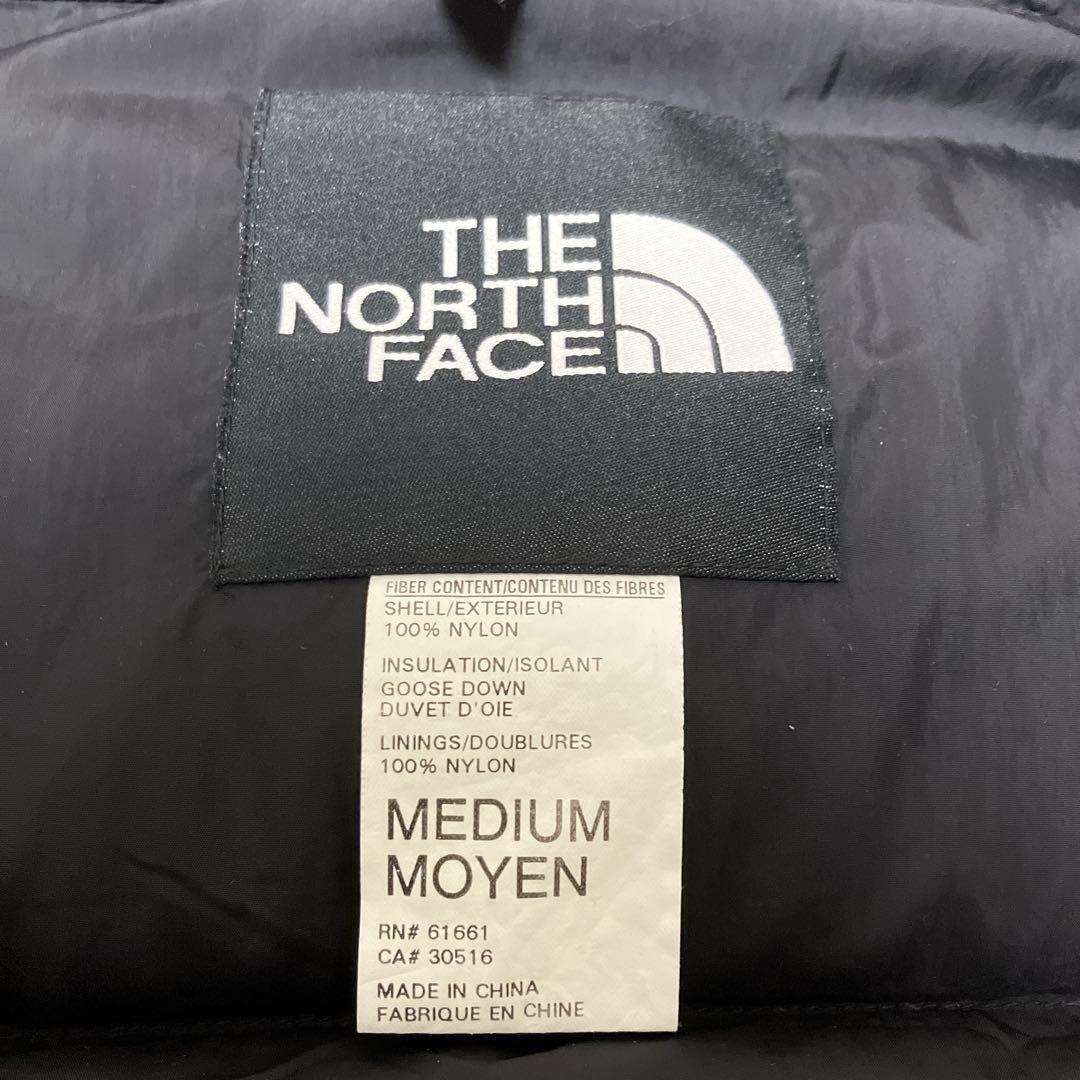 THE
NORTH
FACE
FIBER CONTENT/CONTENU DES FIBRES
SHELL/EXTERIEUR
100% NYLON
INSULATION/ISOLANT
GOOSE DOWN
DUVET D'OIE
LININGS/DOUBLURES
100% NYLON
MEDIUM
MOYEN
RN# 61661
CA# 30516
MADE IN CHINA
FABRIQUE EN CHINE